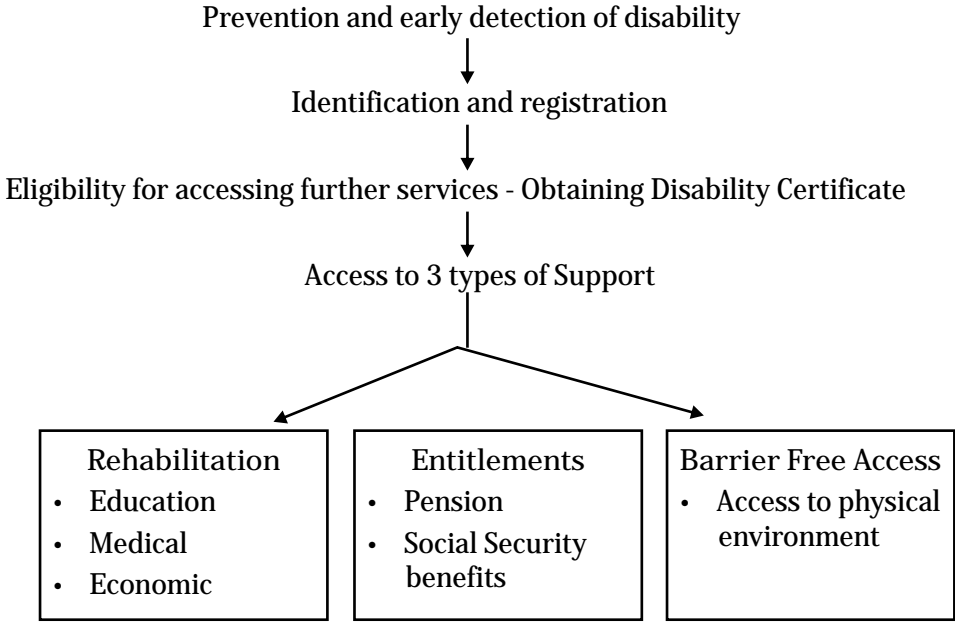 Prevention and early detection of disability
Identification and registration
Eligibility for accessing further services - Obtaining Disability Certificate
Access to 3 types of Support
Rehabilitation
• Education
• Medical
• Economic
Entitlements
• Pension
• Social Security
benefits
Barrier Free Access
• Access to physical
environment